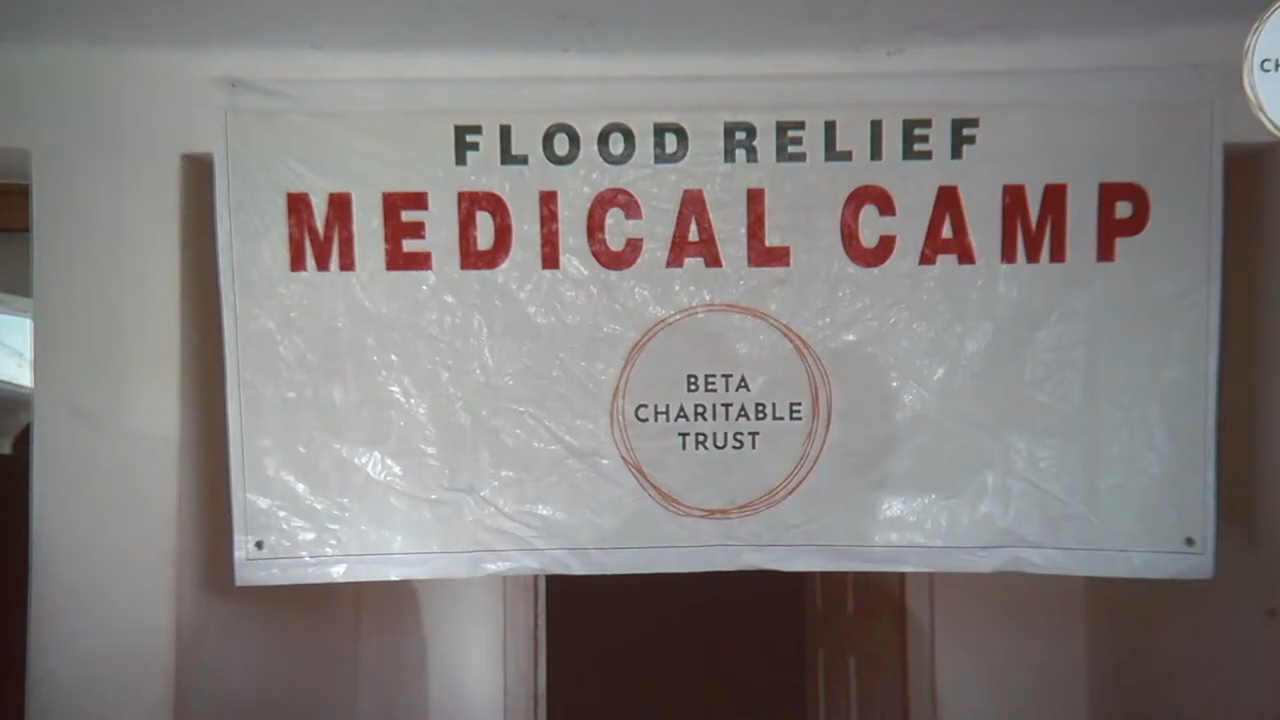 FLOOD RELIEF
MEDICAL CAMP
BETA
CHARITABLE
TRUST